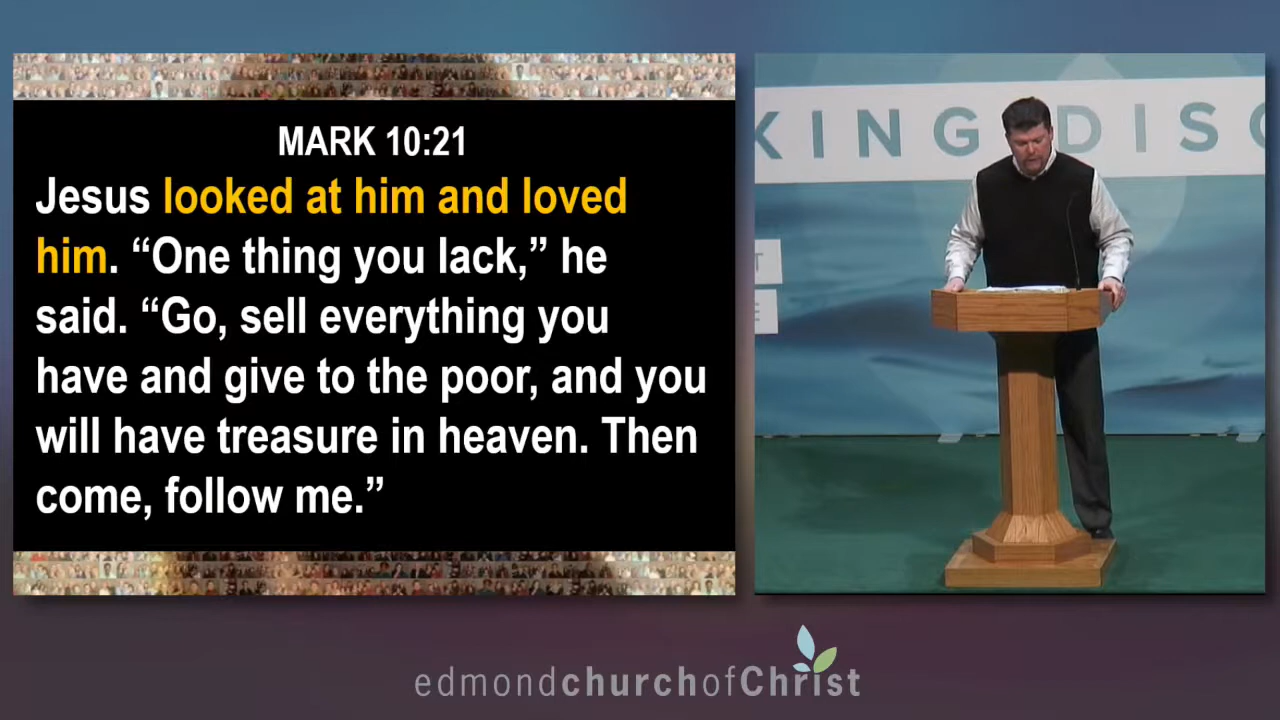 MARK 10:21
Jesus looked at him and loved
him. “One thing you lack,” he
said. “Go, sell everything you
have and give to the poor, and you
will have treasure in heaven. Then
come, follow me.”
KING DISC
T
E
edmondchurchofChrist